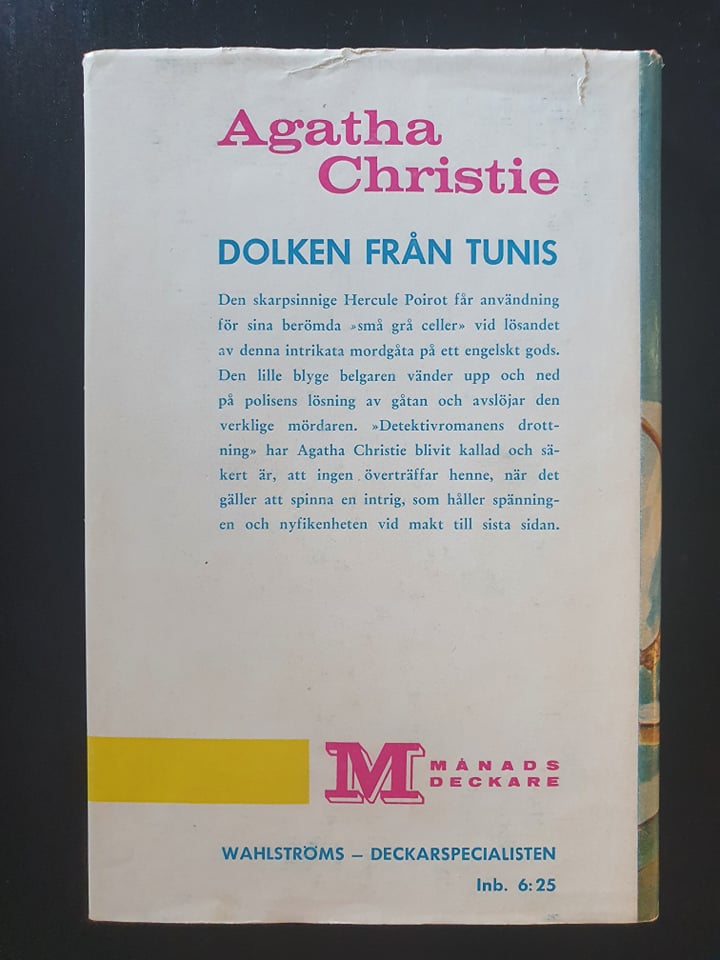 Agatha
Christie
DOLKEN FRÅN TUNIS
Den skarpsinnige Hercule Poirot får användning
för sina berömda »små grå celler» vid lösandet
av denna intrikata mordgåta på ett engelskt gods.
Den lille blyge belgaren vänder upp och ned
på polisens lösning av gåtan och avslöjar den
verklige mördaren. »Detektivromanens drott-
ning» har Agatha Christie blivit kallad och sä-
kert är, att ingen överträffar henne, när det
gäller att spinna en intrig, som håller spänning-
en och nyfikenheten vid makt till sista sidan.
M MÅNADS
DECKARE
WAHLSTRÖMS – DECKARSPECIALISTEN
Inb. 6:25